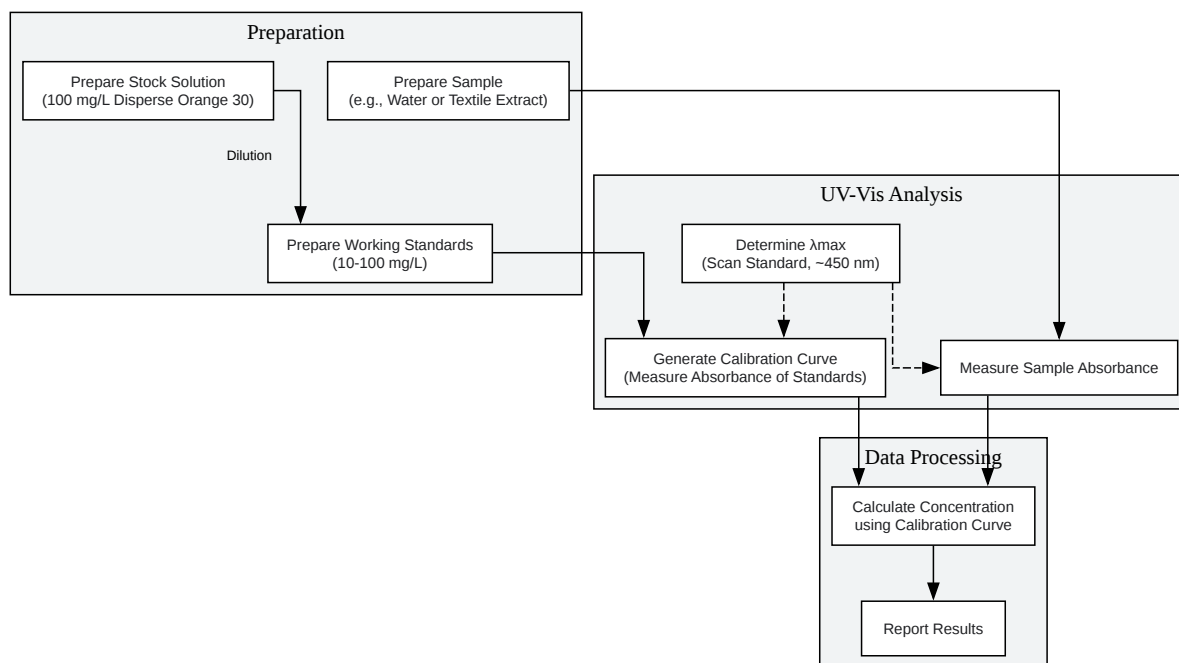 Preparation
Prepare Stock Solution
(100 mg/L Disperse Orange 30)
Prepare Sample
(e.g., Water or Textile Extract)
Dilution
Prepare Working Standards
(10-100 mg/L)
UV-Vis Analysis
Determine λmax
(Scan Standard, ~450 nm)
Generate Calibration Curve
(Measure Absorbance of Standards)
Measure Sample Absorbance
Data Processing
Calculate Concentration
using Calibration Curve
Report Results